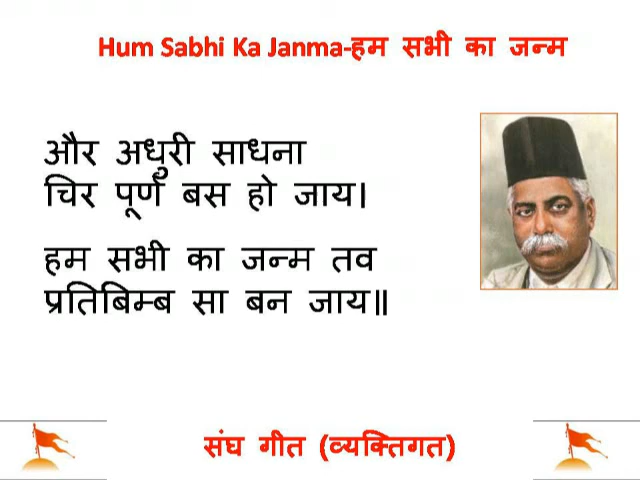 Hum Sabhi Ka Janma-हम सभी का जन्म
और अधुरी साधना
चिर पूर्ण बस हो जाय।
हम सभी का जन्म तव
प्रतिबिम्ब सा बन जाय॥
संघ गीत (व्यक्तिगत)